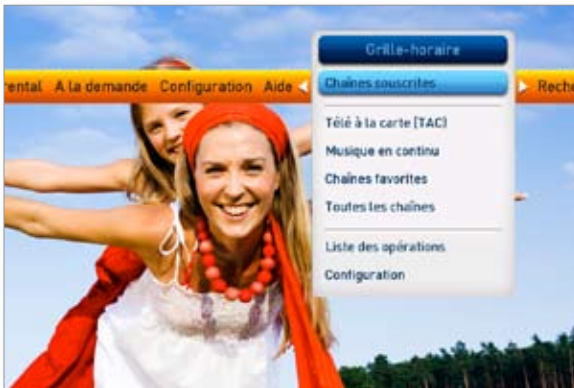 Grille-horaire
rental A la demande Configuration Aide Chaînes souscrites Reche
Télé à la carte (TAC)
Musique en continu
Chaînes favorites
Toutes les chaînes
Liste des opérations
Configuration